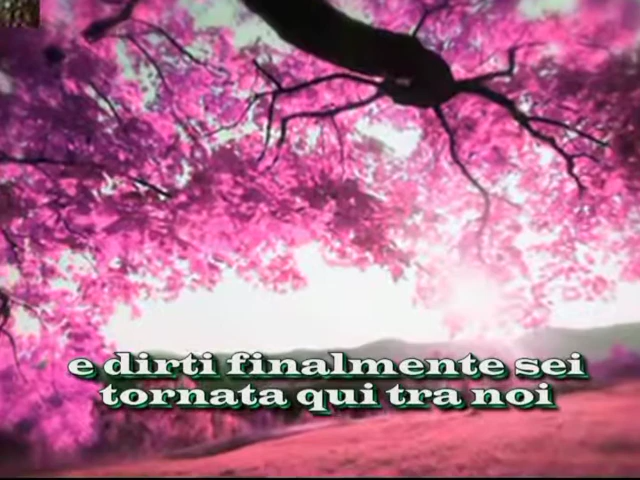 e dirti finalmente sei
tornata qui tra noi